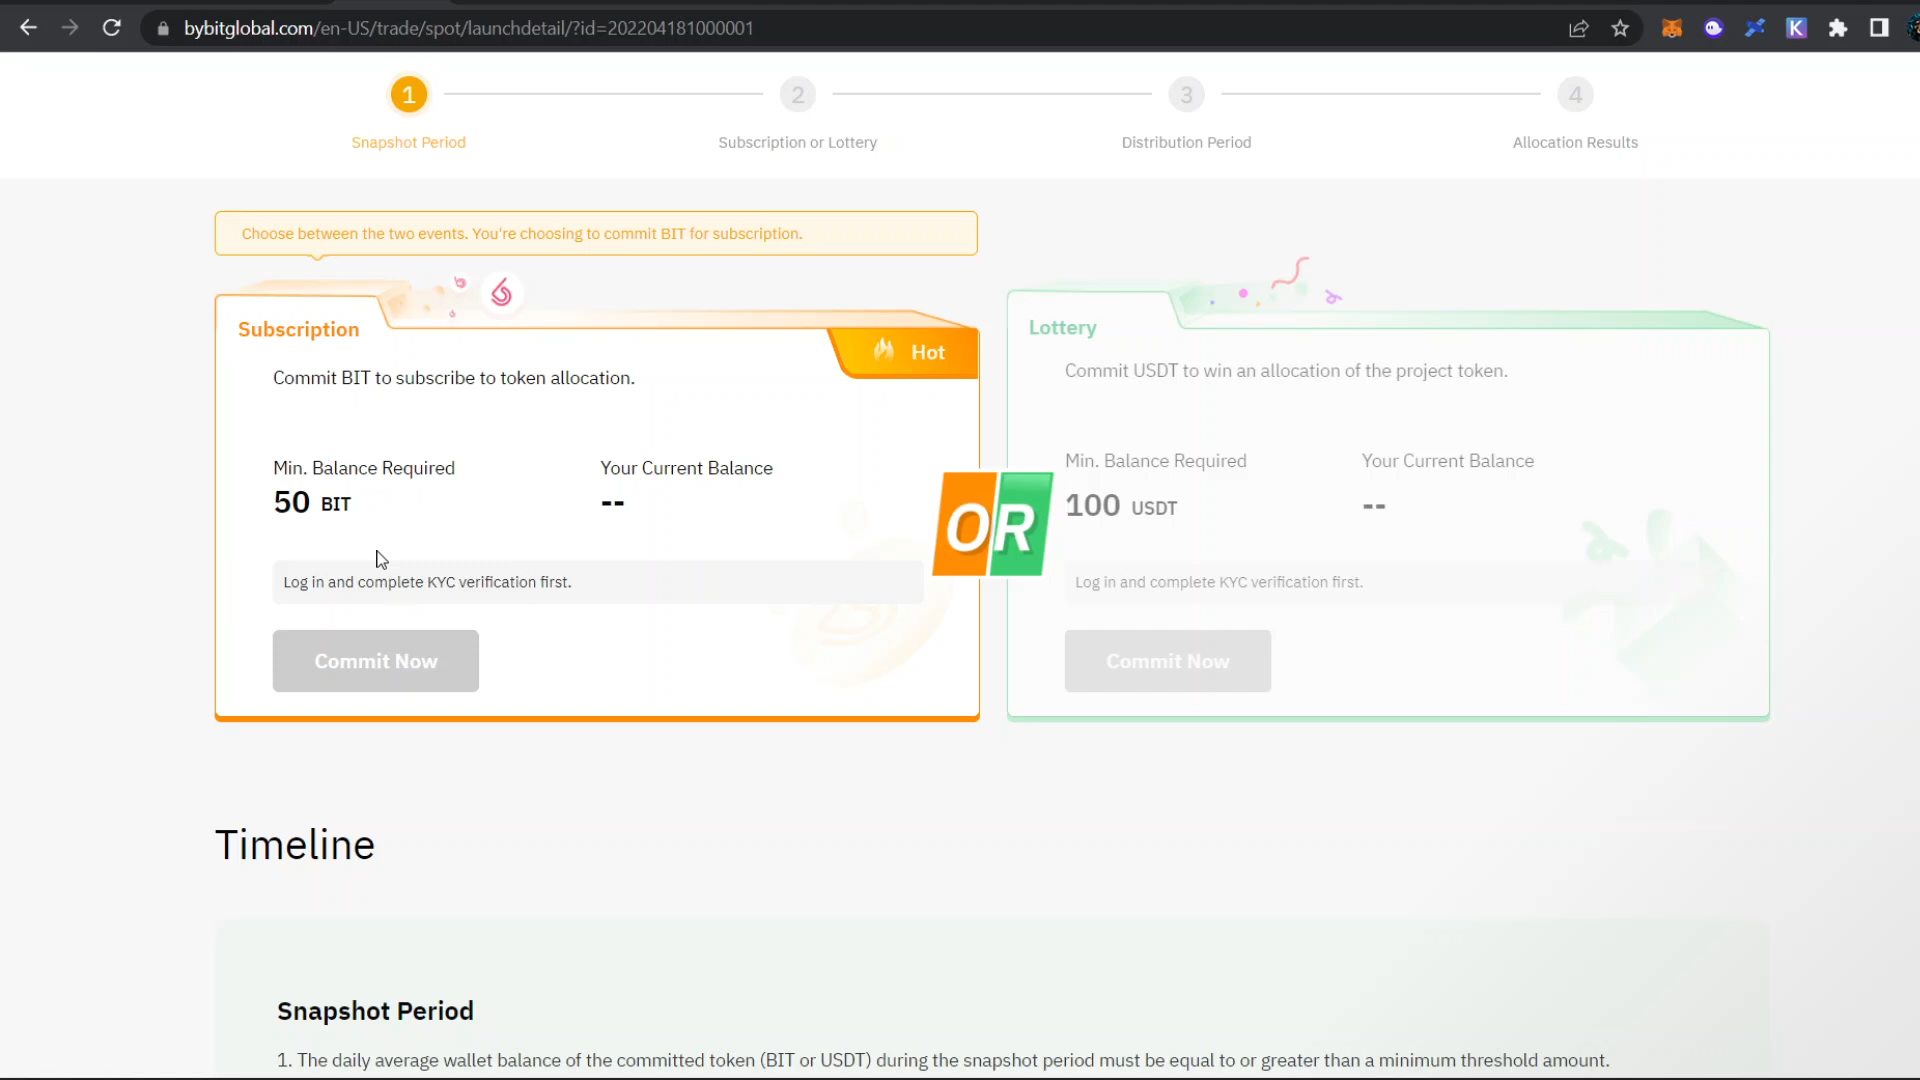 bybitglobal.com/en-US/trade/spot/launchdetail/?id=202204181000001
K
1
2
3
4
Snapshot Period
Subscription or Lottery
Distribution Period
Allocation Results
Choose between the two events. You're choosing to commit BIT for subscription.
Subscription
Hot
Commit BIT to subscribe to token allocation.
Min. Balance Required
Your Current Balance
50 BIT
--
Log in and complete KYC verification first.
Commit Now
OR
Lottery
Commit USDT to win an allocation of the project token.
Min. Balance Required
Your Current Balance
100 USDT
--
Log in and complete KYC verification first.
Commit Now
Timeline
Snapshot Period
1. The daily average wallet balance of the committed token (BIT or USDT) during the snapshot period must be equal to or greater than a minimum threshold amount.